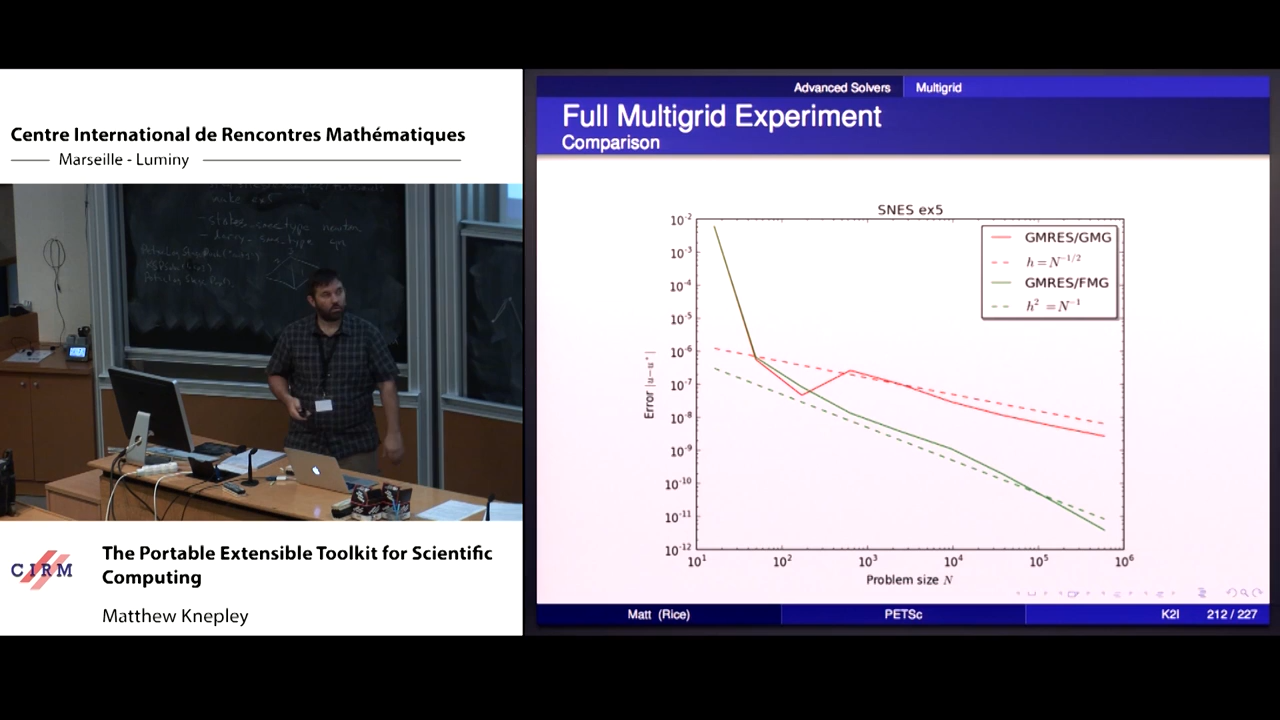 Centre International de Rencontres Mathématiques
Marseille - Luminy
make ex5
CIRM
The Portable Extensible Toolkit for Scientific
Computing
Matthew Knepley
Advanced Solvers Multigrid
Full Multigrid Experiment
Comparison
SNES ex5
GMRES/GMG
h = N^{-1/2}
GMRES/FMG
h^2 = N^{-1}
10^{-2}
10^{-3}
10^{-4}
10^{-5}
10^{-6}
10^{-7}
10^{-8}
10^{-9}
10^{-10}
10^{-11}
10^{-12}
Error |u-u*|
10^1 10^2 10^3 10^4 10^5 10^6
Problem size N
Matt (Rice) PETSc K2I 212 / 227